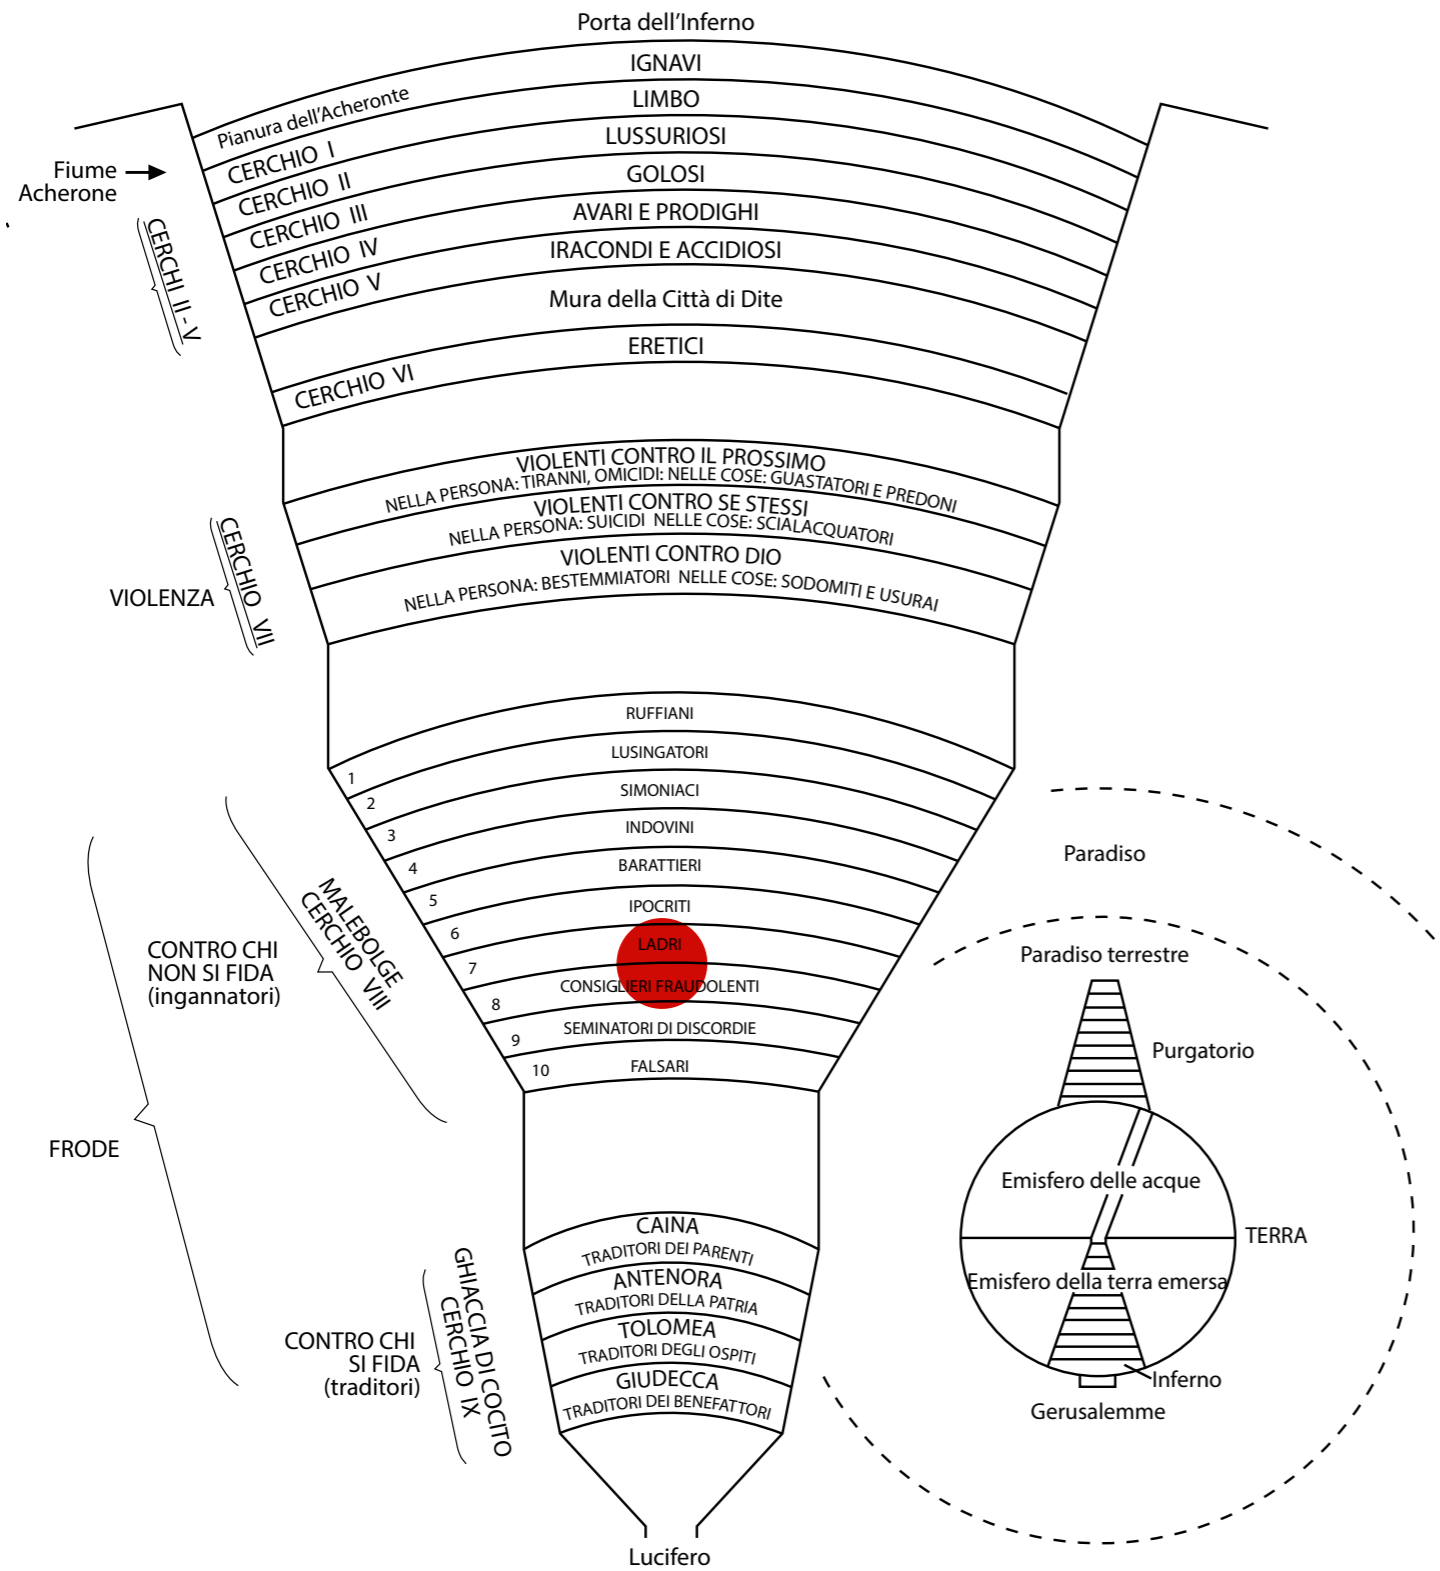 Porta dell'Inferno
IGNAVI
Pianura dell'Acheronte
LIMBO
CERCHIO I
LUSSURIOSI
CERCHIO II
GOLOSI
CERCHIO III
AVARI E PRODIGHI
CERCHIO IV
IRACONDI E ACCIDIOSI
CERCHIO V
Mura della Città di Dite
ERETICI
CERCHIO VI
Fiume
Acherone
CERCHI II - V
VIOLENTI CONTRO IL PROSSIMO
NELLA PERSONA: TIRANNI, OMICIDI: NELLE COSE: GUASTATORI E PREDONI
VIOLENTI CONTRO SE STESSI
NELLA PERSONA: SUICIDI NELLE COSE: SCIALACQUATORI
VIOLENTI CONTRO DIO
NELLA PERSONA: BESTEMMIATORI NELLE COSE: SODOMITI E USURAI
CERCHIO VII
VIOLENZA
RUFFIANI
1
LUSINGATORI
2
SIMONIACI
3
INDOVINI
4
BARATTIERI
5
IPOCRITI
6
LADRI
7
CONSIGLIERI FRAUDOLENTI
8
SEMINATORI DI DISCORDIE
9
FALSARI
10
MALEBOLGE
CERCHIO VIII
CONTRO CHI
NON SI FIDA
(ingannatori)
FRODE
CAINA
TRADITORI DEI PARENTI
ANTENORA
TRADITORI DELLA PATRIA
TOLOMEA
TRADITORI DEGLI OSPITI
GIUDECCA
TRADITORI DEI BENEFATTORI
GHIACCIA DI COCITO
CERCHIO IX
CONTRO CHI
SI FIDA
(traditori)
Lucifero
Paradiso
Paradiso terrestre
Purgatorio
Emisfero delle acque
TERRA
Emisfero della terra emersa
Inferno
Gerusalemme